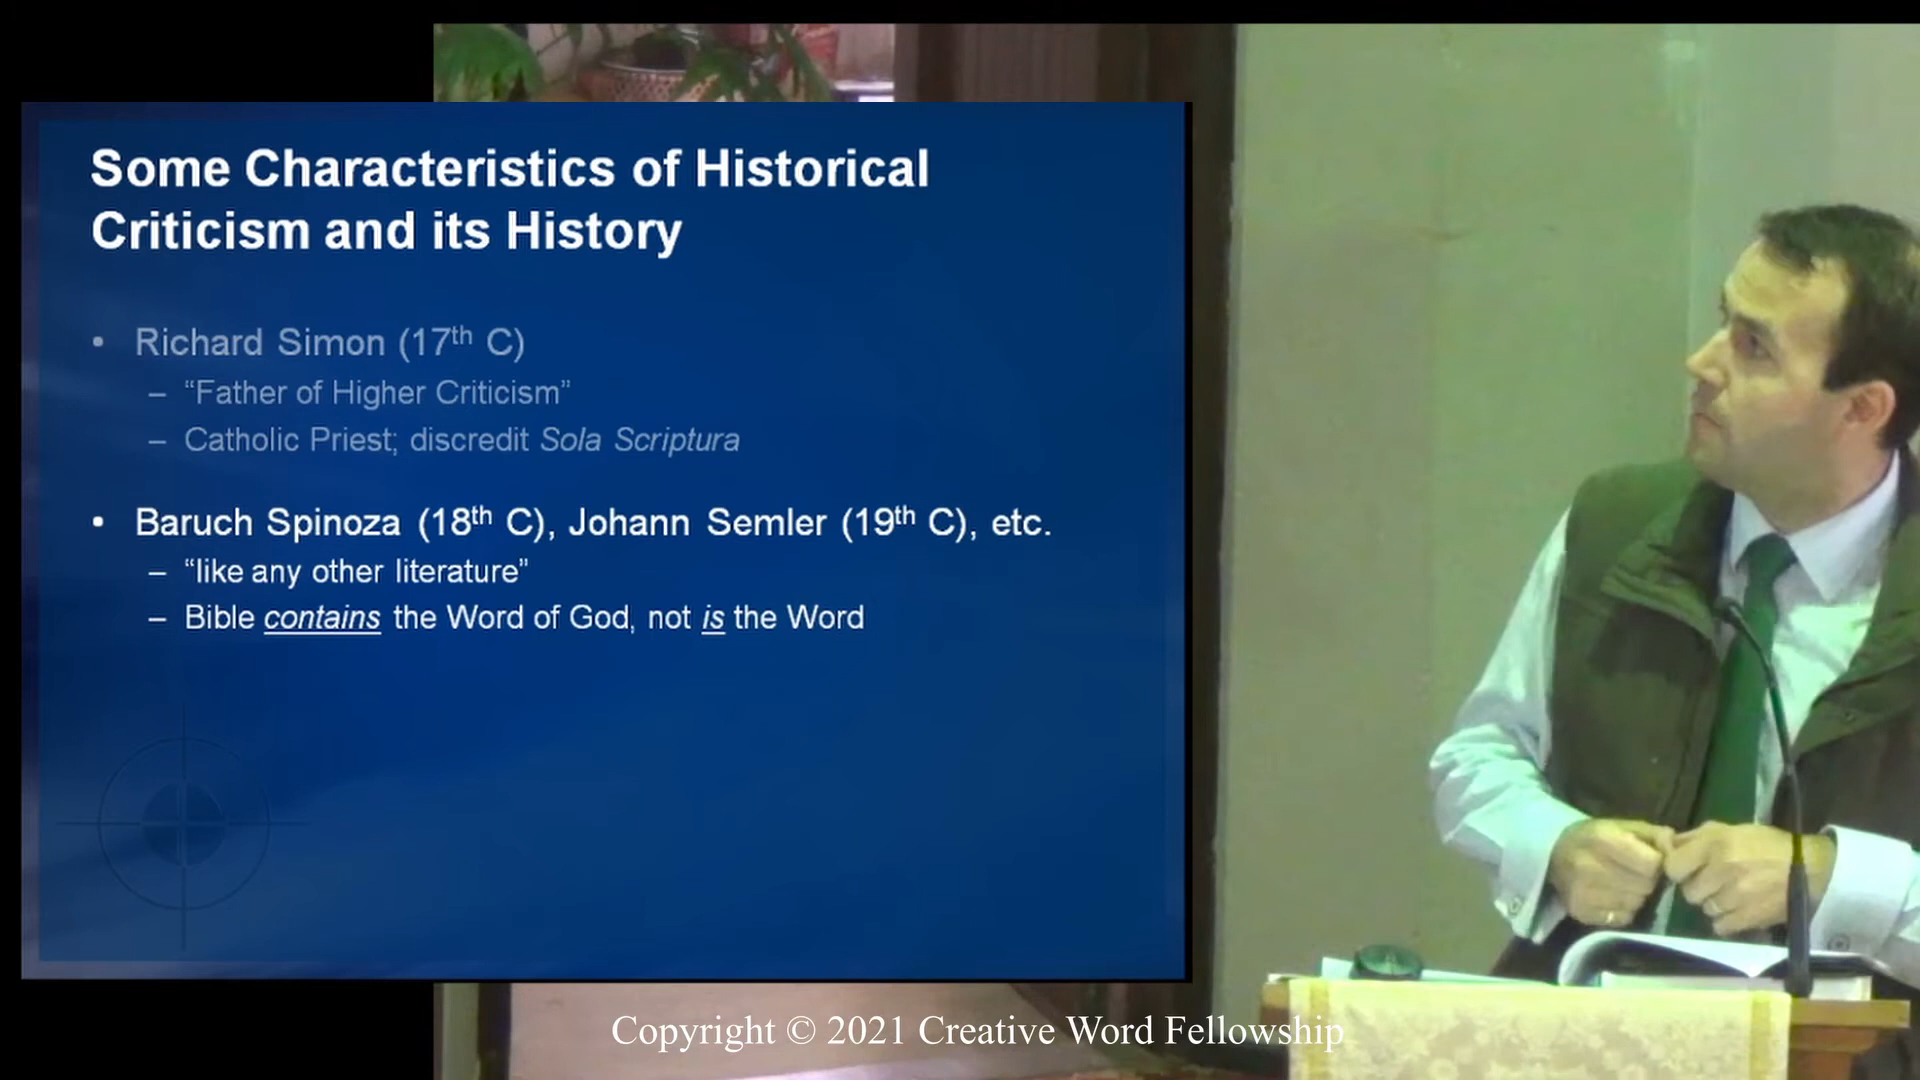 Some Characteristics of Historical
Criticism and its History
• Richard Simon (17th C)
– “Father of Higher Criticism”
– Catholic Priest; discredit Sola Scriptura
• Baruch Spinoza (18th C), Johann Semler (19th C), etc.
– “like any other literature”
– Bible contains the Word of God, not is the Word
Copyright © 2021 Creative Word Fellowship